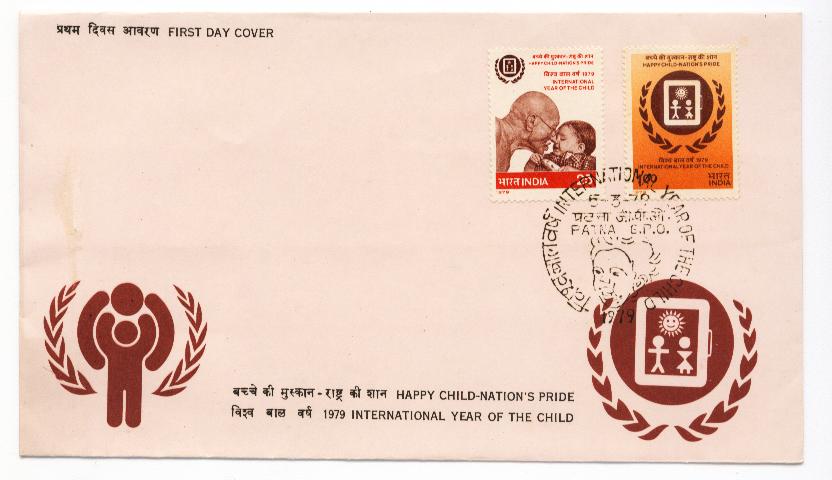 प्रथम दिवस आवरण FIRST DAY COVER
बच्चे की मुस्कान-राष्ट्र की शान
HAPPY CHILD-NATION'S PRIDE
विश्व बाल वर्ष 1979
INTERNATIONAL
YEAR OF THE CHILD
भारत INDIA 25
1979
बच्चे की मुस्कान-राष्ट्र की शान
HAPPY CHILD-NATION'S PRIDE
विश्व बाल वर्ष 1979
INTERNATIONAL YEAR OF THE CHILD
भारत
INDIA
विश्व बाल वर्ष INTERNATIONAL YEAR OF THE CHILD
5-3-79
पटना जी.पी.ओ.
PATNA G.P.O.
1979
बच्चे की मुस्कान - राष्ट्र की शान HAPPY CHILD-NATION'S PRIDE
विश्व बाल वर्ष 1979 INTERNATIONAL YEAR OF THE CHILD